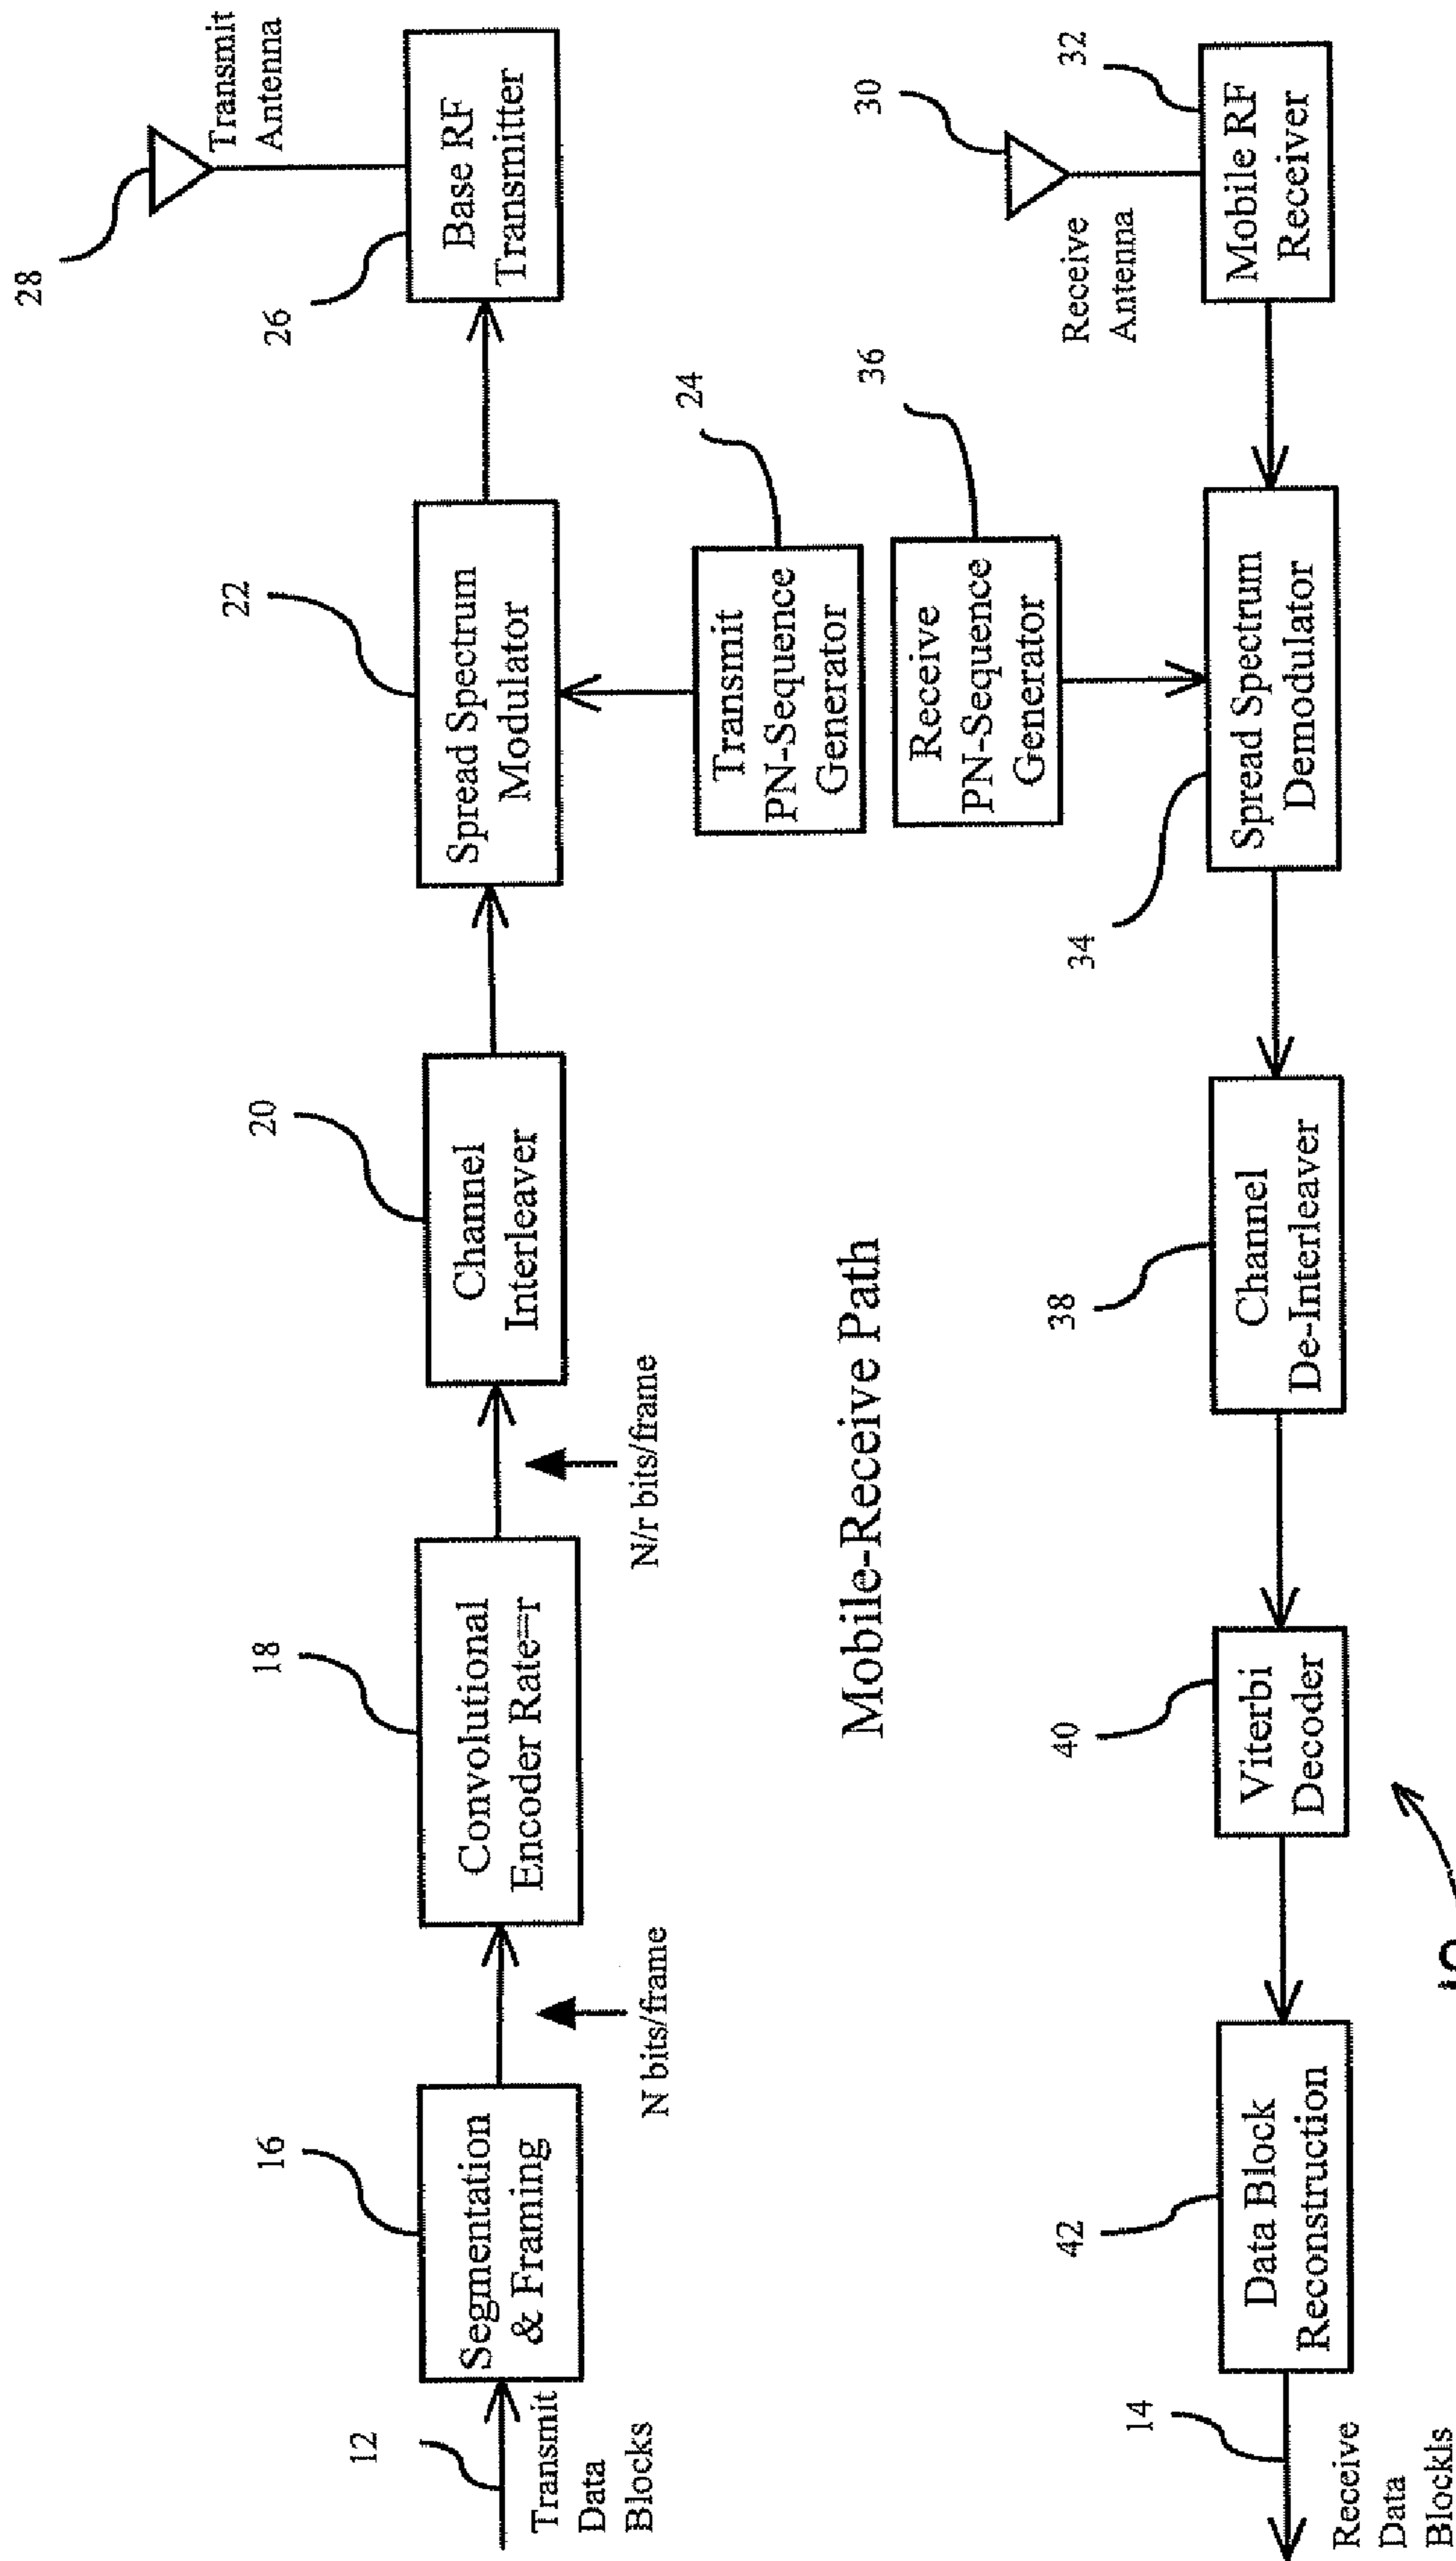 28
Transmit
Antenna
26
Base RF
Transmitter
22
Spread Spectrum
Modulator
24
Transmit
PN-Sequence
Generator
20
Channel
Interleaver
N/r bits/frame
18
Convolutional
Encoder Rate=r
N bits/frame
16
Segmentation
& Framing
12
Transmit
Data
Blocks
Mobile-Receive Path
30
Receive
Antenna
32
Mobile RF
Receiver
36
Receive
PN-Sequence
Generator
34
Spread Spectrum
Demodulator
38
Channel
De-Interleaver
40
Viterbi
Decoder
42
Data Block
Reconstruction
14
Receive
Data
Blockls